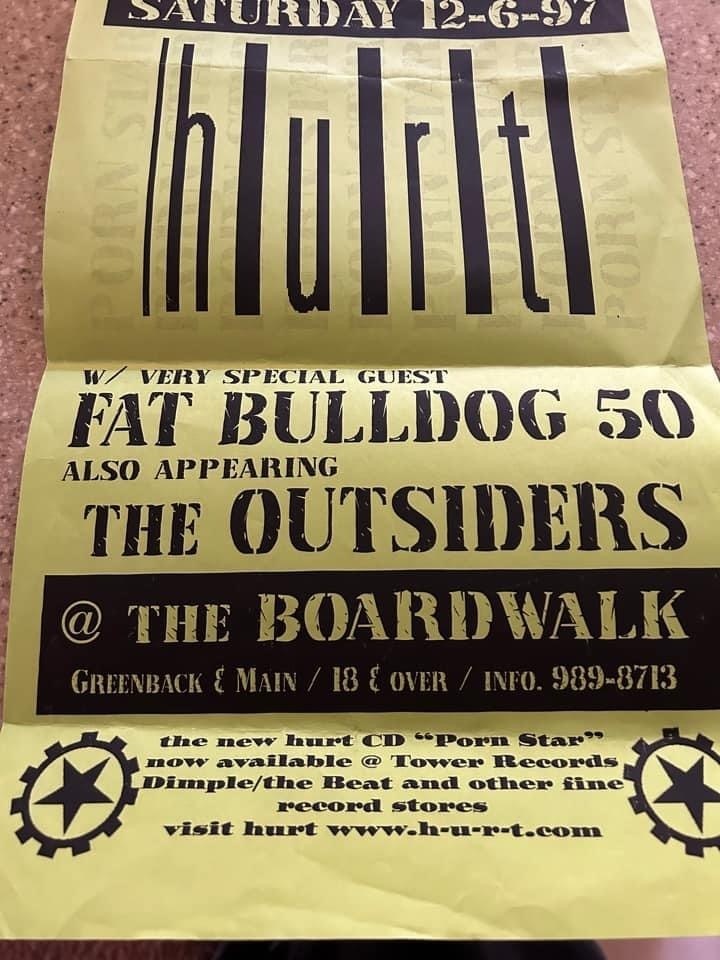 SATURDAY 12-6-97
hurt
PORN STAR
W/ VERY SPECIAL GUEST
FAT BULLDOG 50
ALSO APPEARING
THE OUTSIDERS
@ THE BOARDWALK
GREENBACK & MAIN / 18 & OVER / INFO. 989-8713
the new hurt CD “Porn Star”
now available @ Tower Records
Dimple/the Beat and other fine
record stores
visit hurt www.h-u-r-t.com